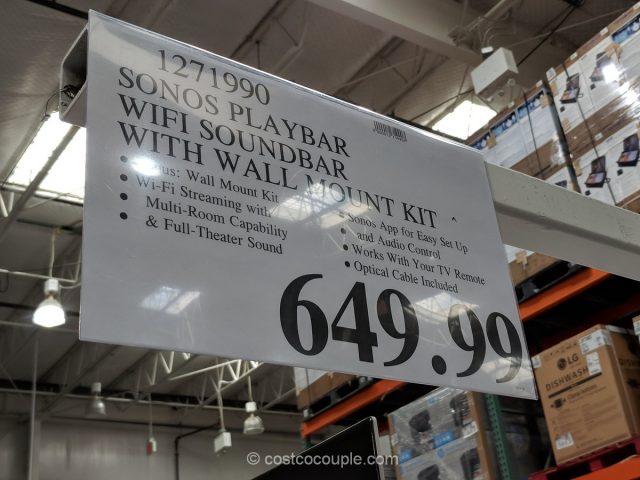 1271990
SONOS PLAYBAR
WIFI SOUNDBAR
WITH WALL MOUNT KIT
Wall Mount Kit
• Wi-Fi Streaming with
• Multi-Room Capability
• & Full-Theater Sound
• Sonos App for Easy Set Up
and Audio Control
• Works With Your TV Remote
• Optical Cable Included
649.99
LG
DISHWASHER
© costcocouple.com